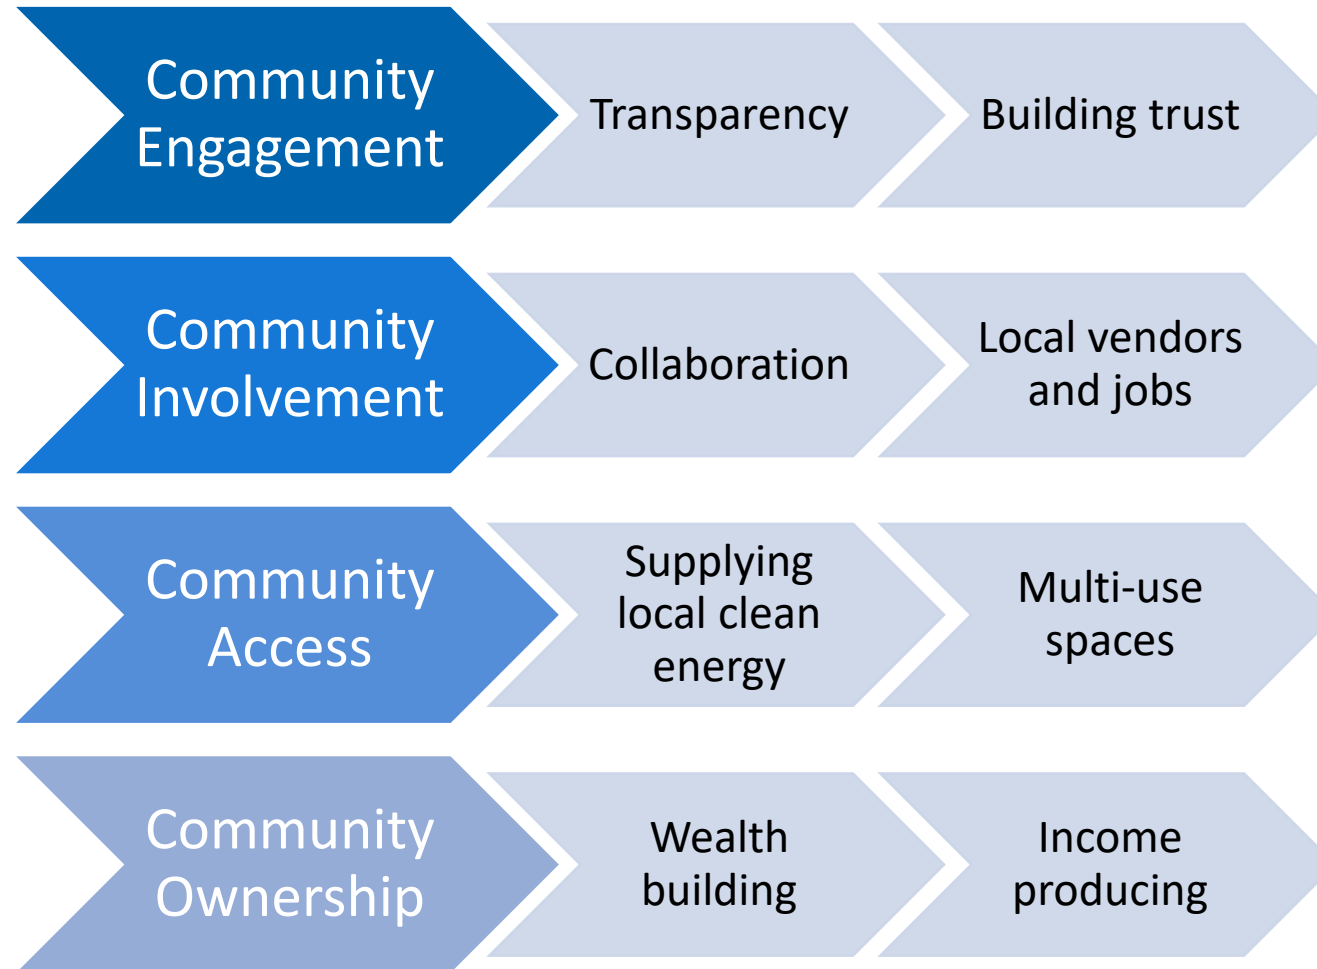 Community
Engagement
Transparency
Building trust
Community
Involvement
Collaboration
Local vendors
and jobs
Community
Access
Supplying
local clean
energy
Multi-use
spaces
Community
Ownership
Wealth
building
Income
producing